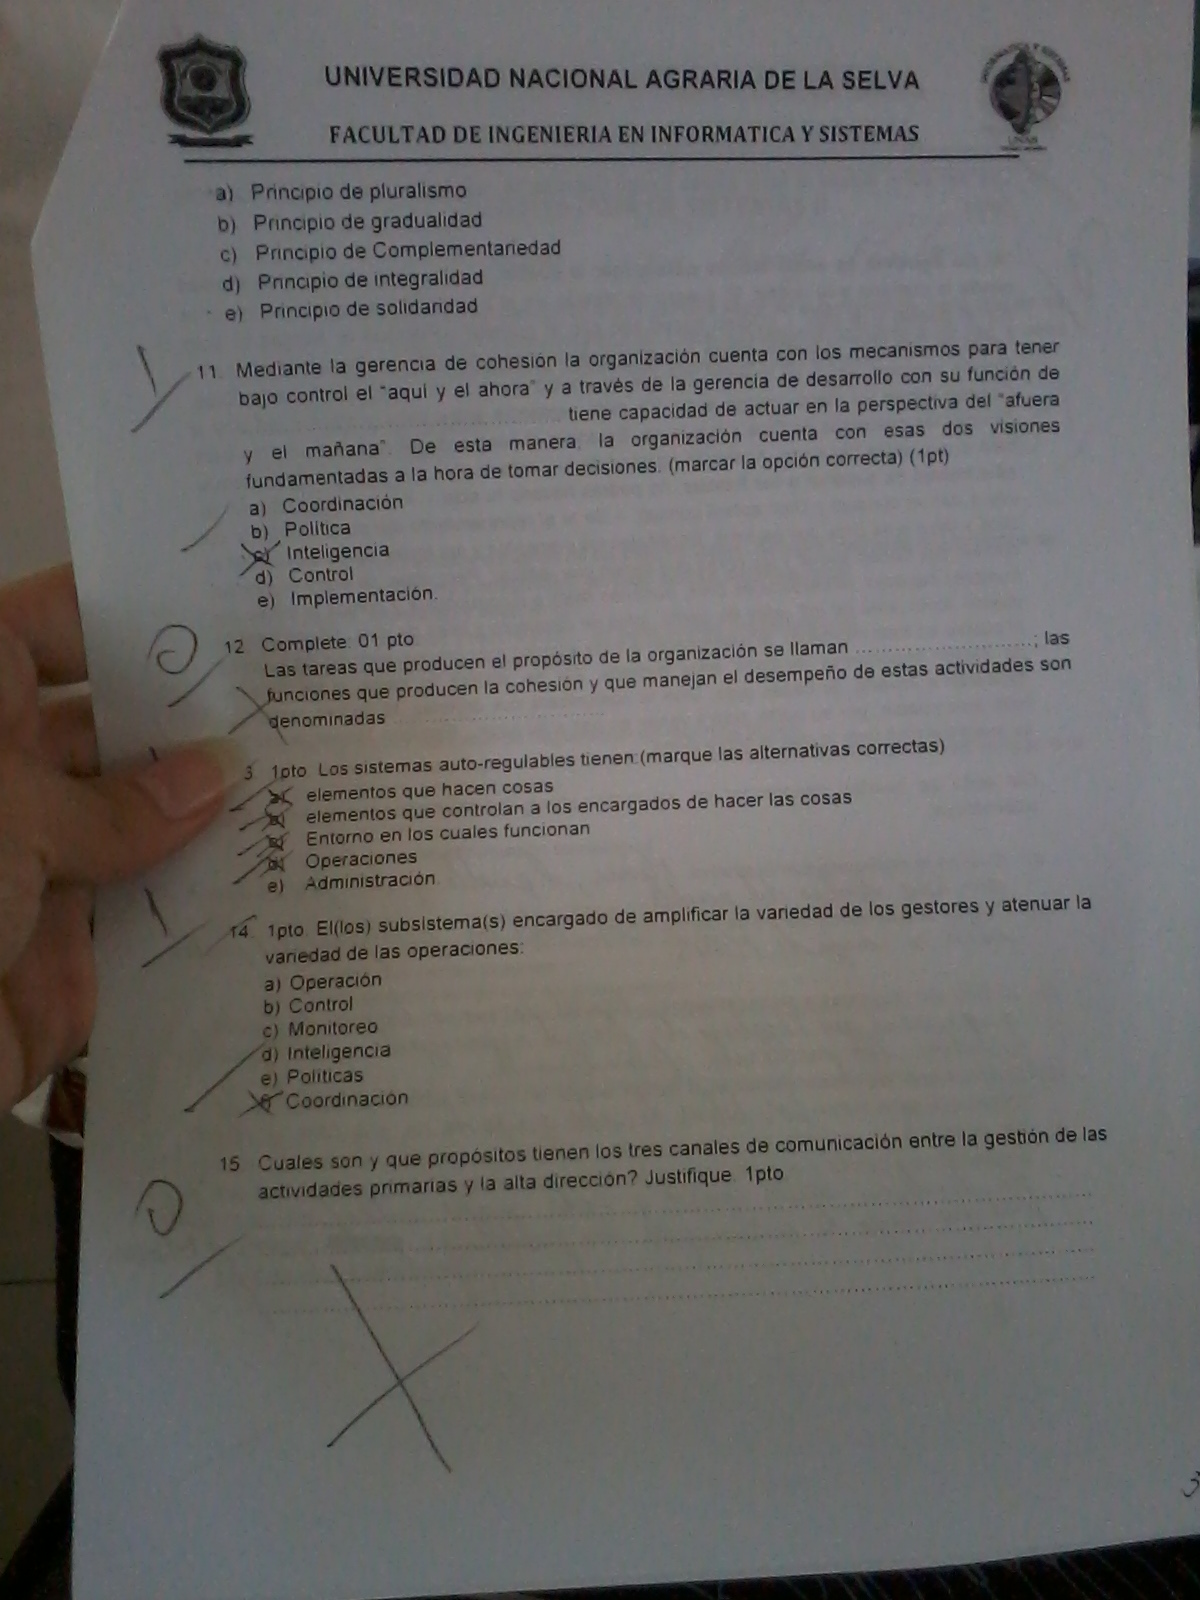 UNIVERSIDAD NACIONAL AGRARIA DE LA SELVA
FACULTAD DE INGENIERIA EN INFORMATICA Y SISTEMAS
a) Principio de pluralismo
b) Principio de gradualidad
c) Principio de Complementariedad
d) Principio de integralidad
e) Principio de solidaridad
11. Mediante la gerencia de cohesión la organización cuenta con los mecanismos para tener
bajo control el "aquí y el ahora" y a través de la gerencia de desarrollo con su función de
........................................ tiene capacidad de actuar en la perspectiva del "afuera
y el mañana". De esta manera, la organización cuenta con esas dos visiones
fundamentadas a la hora de tomar decisiones. (marcar la opción correcta) (1pt)
a) Coordinación
b) Política
c) Inteligencia
d) Control
e) Implementación.
12 Complete: 01 pto.
Las tareas que producen el propósito de la organización se llaman ............................; las
funciones que producen la cohesión y que manejan el desempeño de estas actividades son
denominadas ..................................
3 1pto. Los sistemas auto-regulables tienen:(marque las alternativas correctas)
a) elementos que hacen cosas
b) elementos que controlan a los encargados de hacer las cosas
c) Entorno en los cuales funcionan
d) Operaciones
e) Administración.
14. 1pto. El(los) subsistema(s) encargado de amplificar la variedad de los gestores y atenuar la
variedad de las operaciones:
a) Operación
b) Control
c) Monitoreo
d) Inteligencia
e) Políticas
f) Coordinación
15 Cuales son y que propósitos tienen los tres canales de comunicación entre la gestión de las
actividades primarias y la alta dirección? Justifique. 1pto.
3